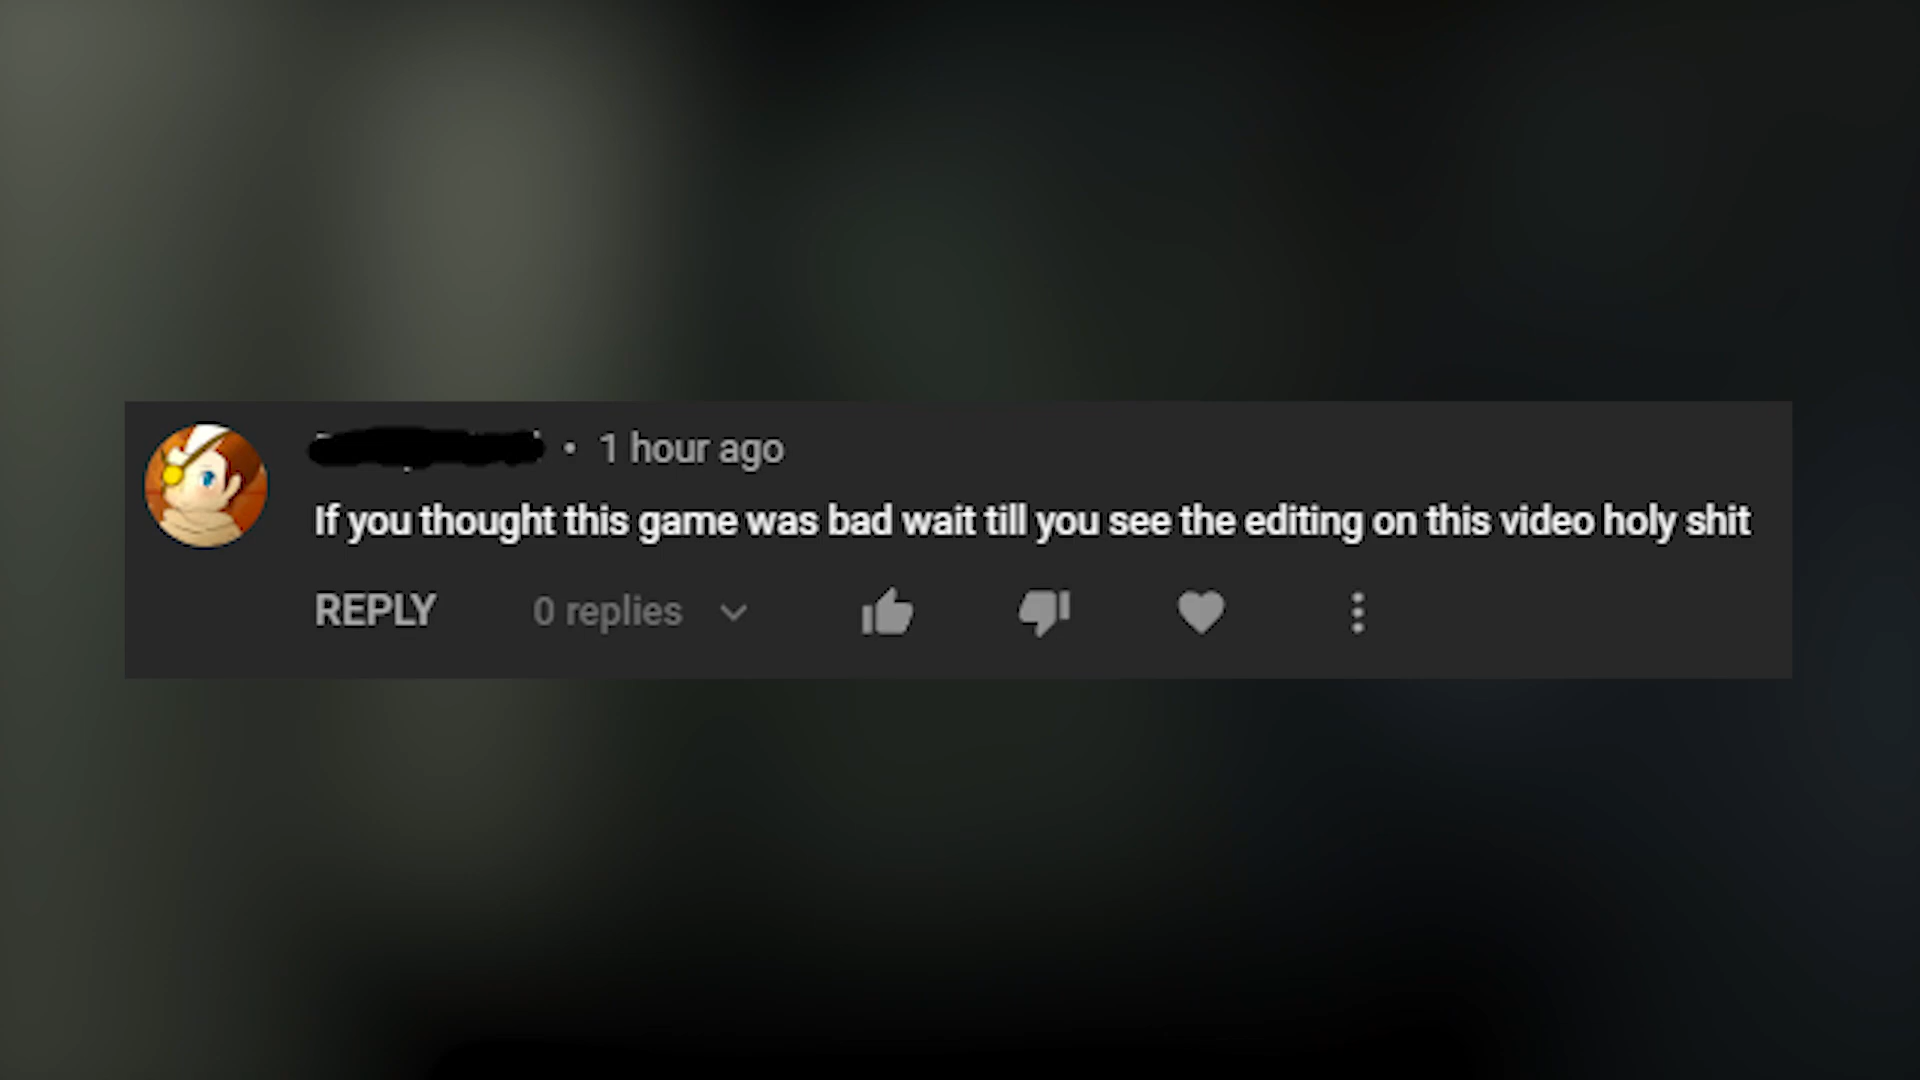 • 1 hour ago
If you thought this game was bad wait till you see the editing on this video holy shit
REPLY 0 replies